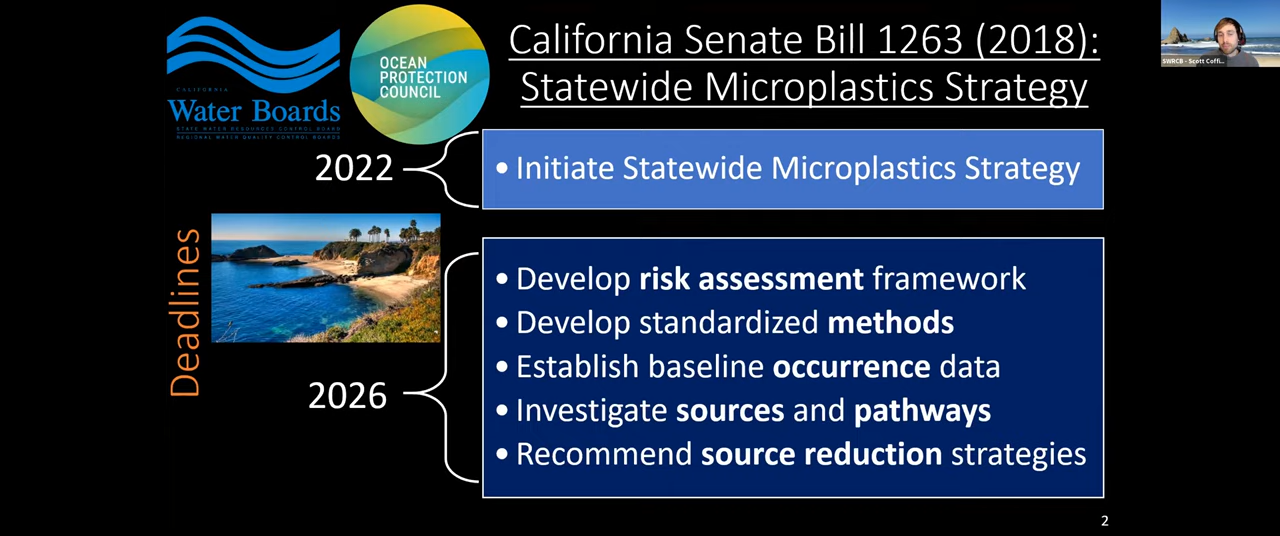 California Senate Bill 1263 (2018):
Statewide Microplastics Strategy
CALIFORNIA
Water Boards
STATE WATER RESOURCES CONTROL BOARD
REGIONAL WATER QUALITY CONTROL BOARDS
OCEAN
PROTECTION
COUNCIL
SWRCB - Scott Coffi...
Deadlines
2022
• Initiate Statewide Microplastics Strategy
2026
• Develop risk assessment framework
• Develop standardized methods
• Establish baseline occurrence data
• Investigate sources and pathways
• Recommend source reduction strategies
2